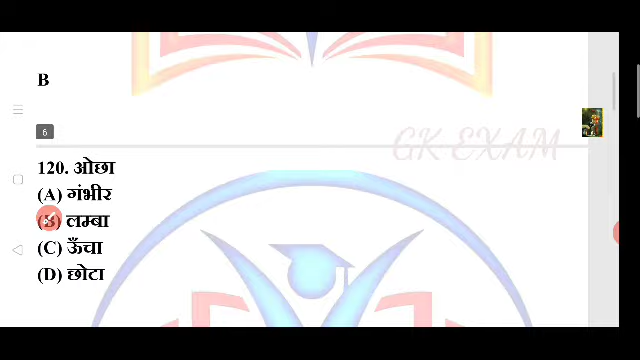 B
6
GK EXAM
120. ओछा
(A) गंभीर
(B) लम्बा
(C) ऊँचा
(D) छोटा